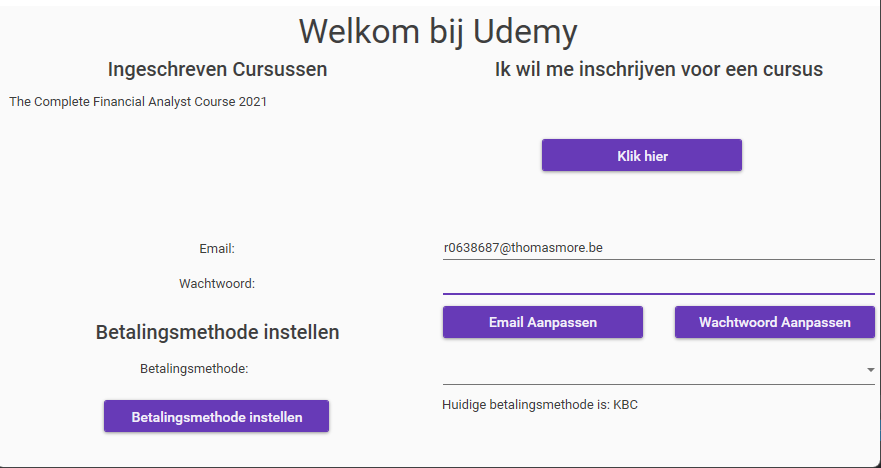 Welkom bij Udemy
Ingeschreven Cursussen
Ik wil me inschrijven voor een cursus
The Complete Financial Analyst Course 2021
Klik hier
Email:
r0638687@thomasmore.be
Wachtwoord:
Email Aanpassen
Wachtwoord Aanpassen
Betalingsmethode instellen
Betalingsmethode:
Betalingsmethode instellen
Huidige betalingsmethode is: KBC